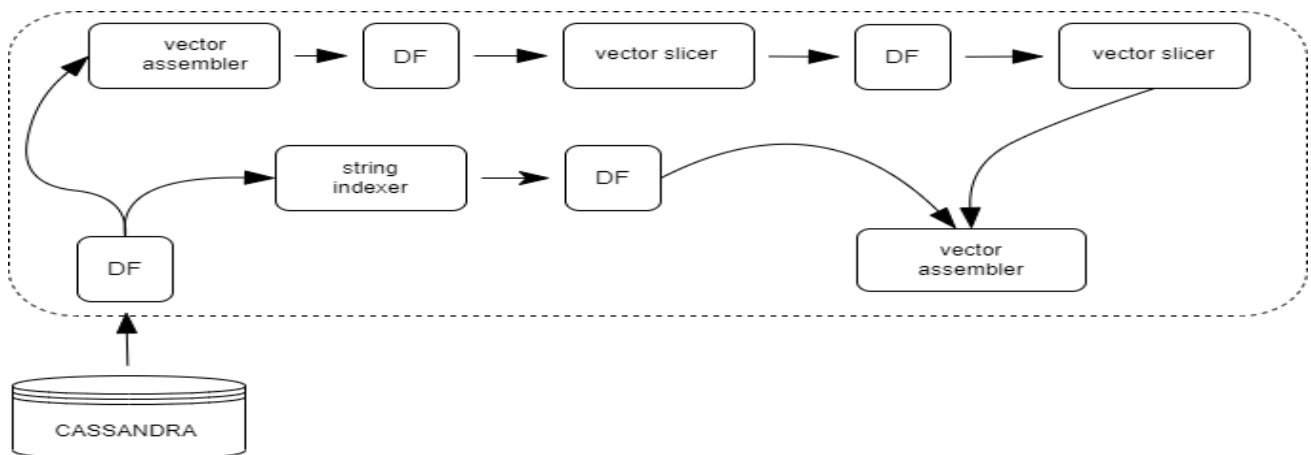 vector
assembler
DF
vector slicer
DF
vector slicer
string
indexer
DF
vector
assembler
DF
CASSANDRA